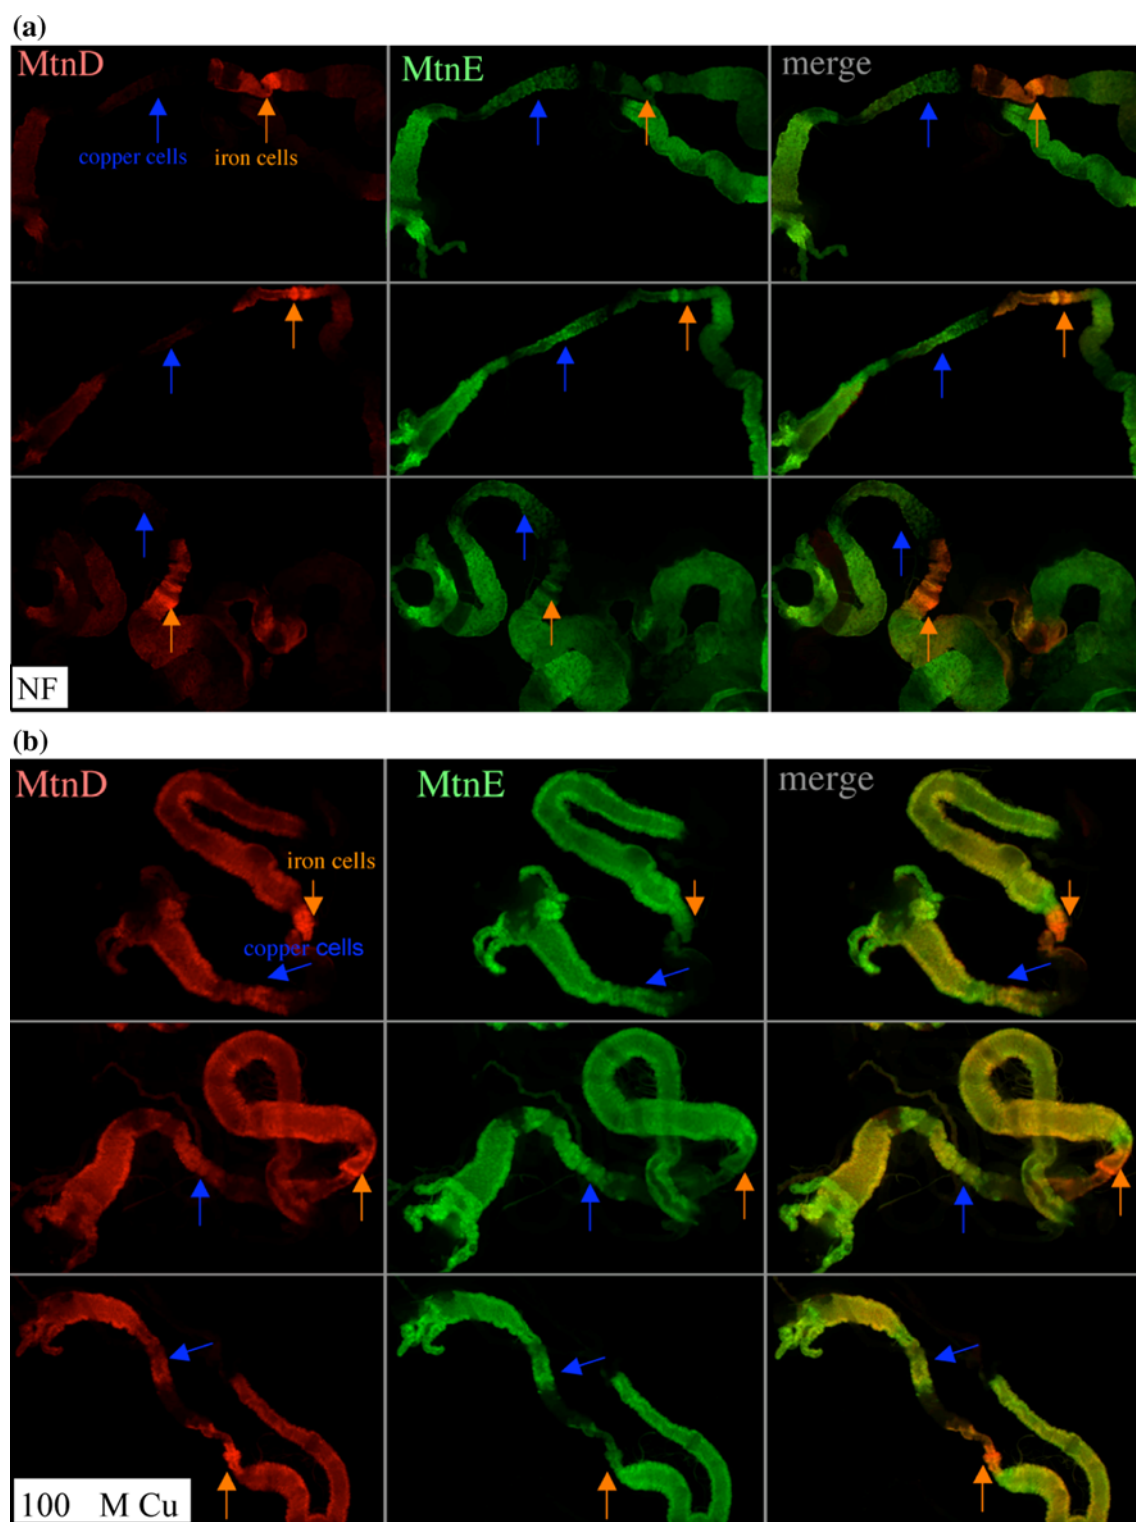 (a)
MtnD MtnE merge
copper cells iron cells
NF
(b)
MtnD MtnE merge
iron cells
copper cells
100 M Cu